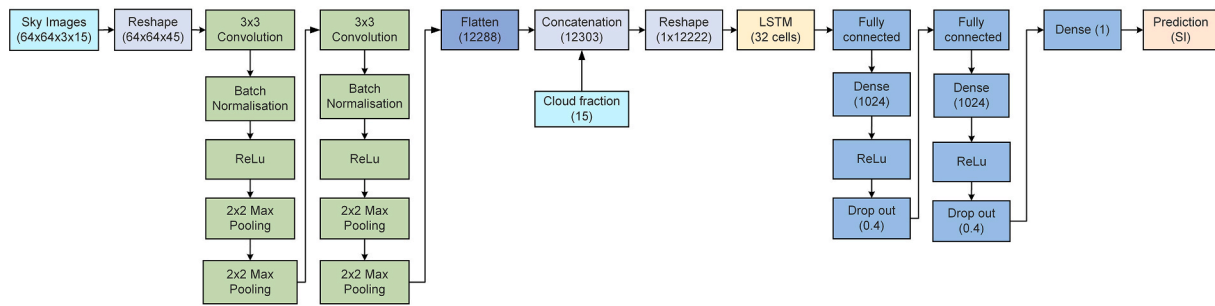 Sky Images
(64x64x3x15)
Reshape
(64x64x45)
3x3
Convolution
Batch
Normalisation
ReLu
2x2 Max
Pooling
2x2 Max
Pooling
3x3
Convolution
Batch
Normalisation
ReLu
2x2 Max
Pooling
2x2 Max
Pooling
Flatten
(12288)
Concatenation
(12303)
Cloud fraction
(15)
Reshape
(1x12222)
LSTM
(32 cells)
Fully
connected
Dense
(1024)
ReLu
Drop out
(0.4)
Fully
connected
Dense
(1024)
ReLu
Drop out
(0.4)
Dense (1)
Prediction
(SI)